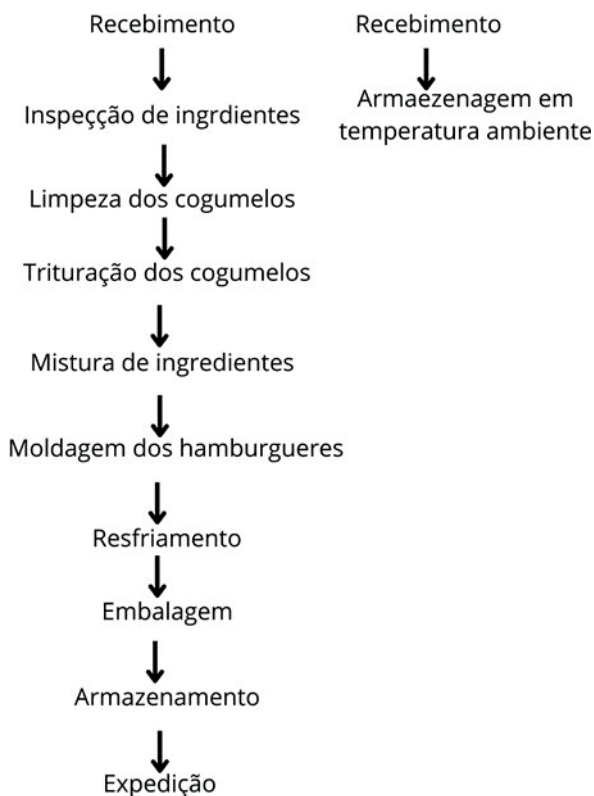 Recebimento
Inspeçção de ingrdientes
Limpeza dos cogumelos
Trituração dos cogumelos
Mistura de ingredientes
Moldagem dos hamburgueres
Resfriamento
Embalagem
Armazenamento
Expedição
Recebimento
Armaezenagem em
temperatura ambiente